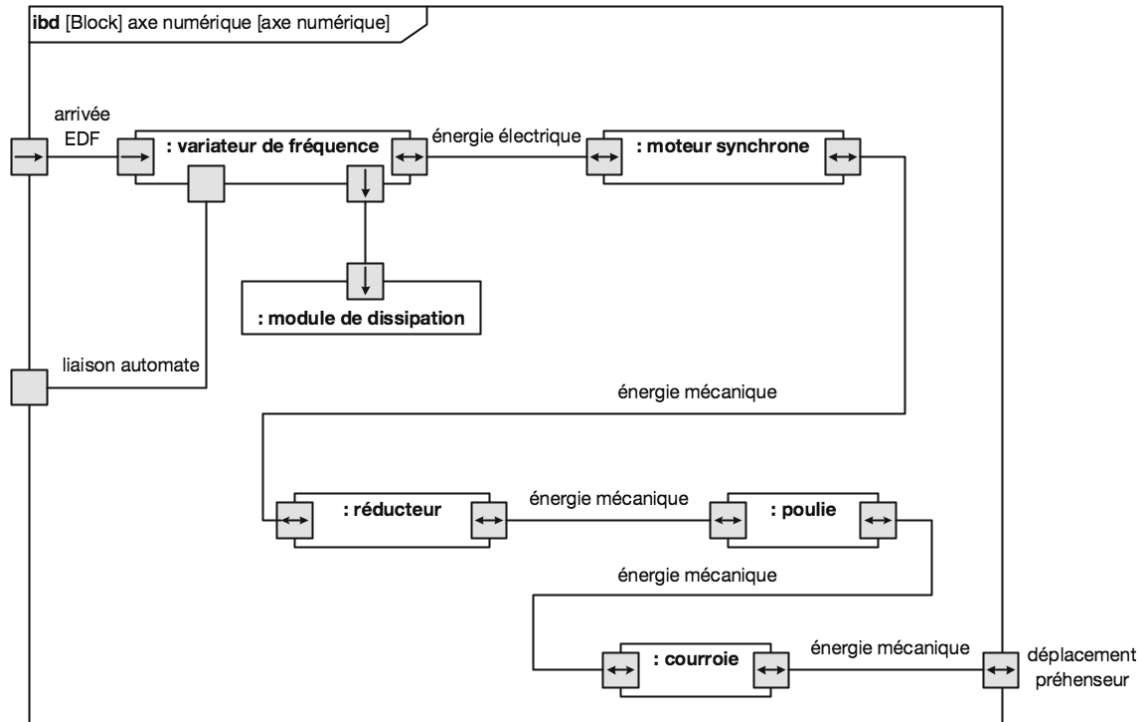 ibd [Block] axe numérique [axe numérique]
arrivée
EDF
: variateur de fréquence
énergie électrique
: moteur synchrone
: module de dissipation
liaison automate
énergie mécanique
: réducteur
énergie mécanique
: poulie
énergie mécanique
: courroie
énergie mécanique
déplacement
préhenseur